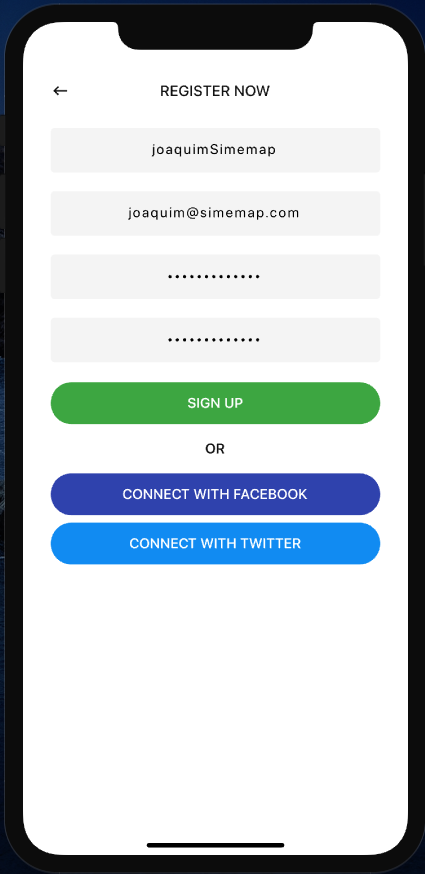 REGISTER NOW
joaquimSimemap
joaquim@simemap.com
•••••••••••••
•••••••••••••
SIGN UP
OR
CONNECT WITH FACEBOOK
CONNECT WITH TWITTER